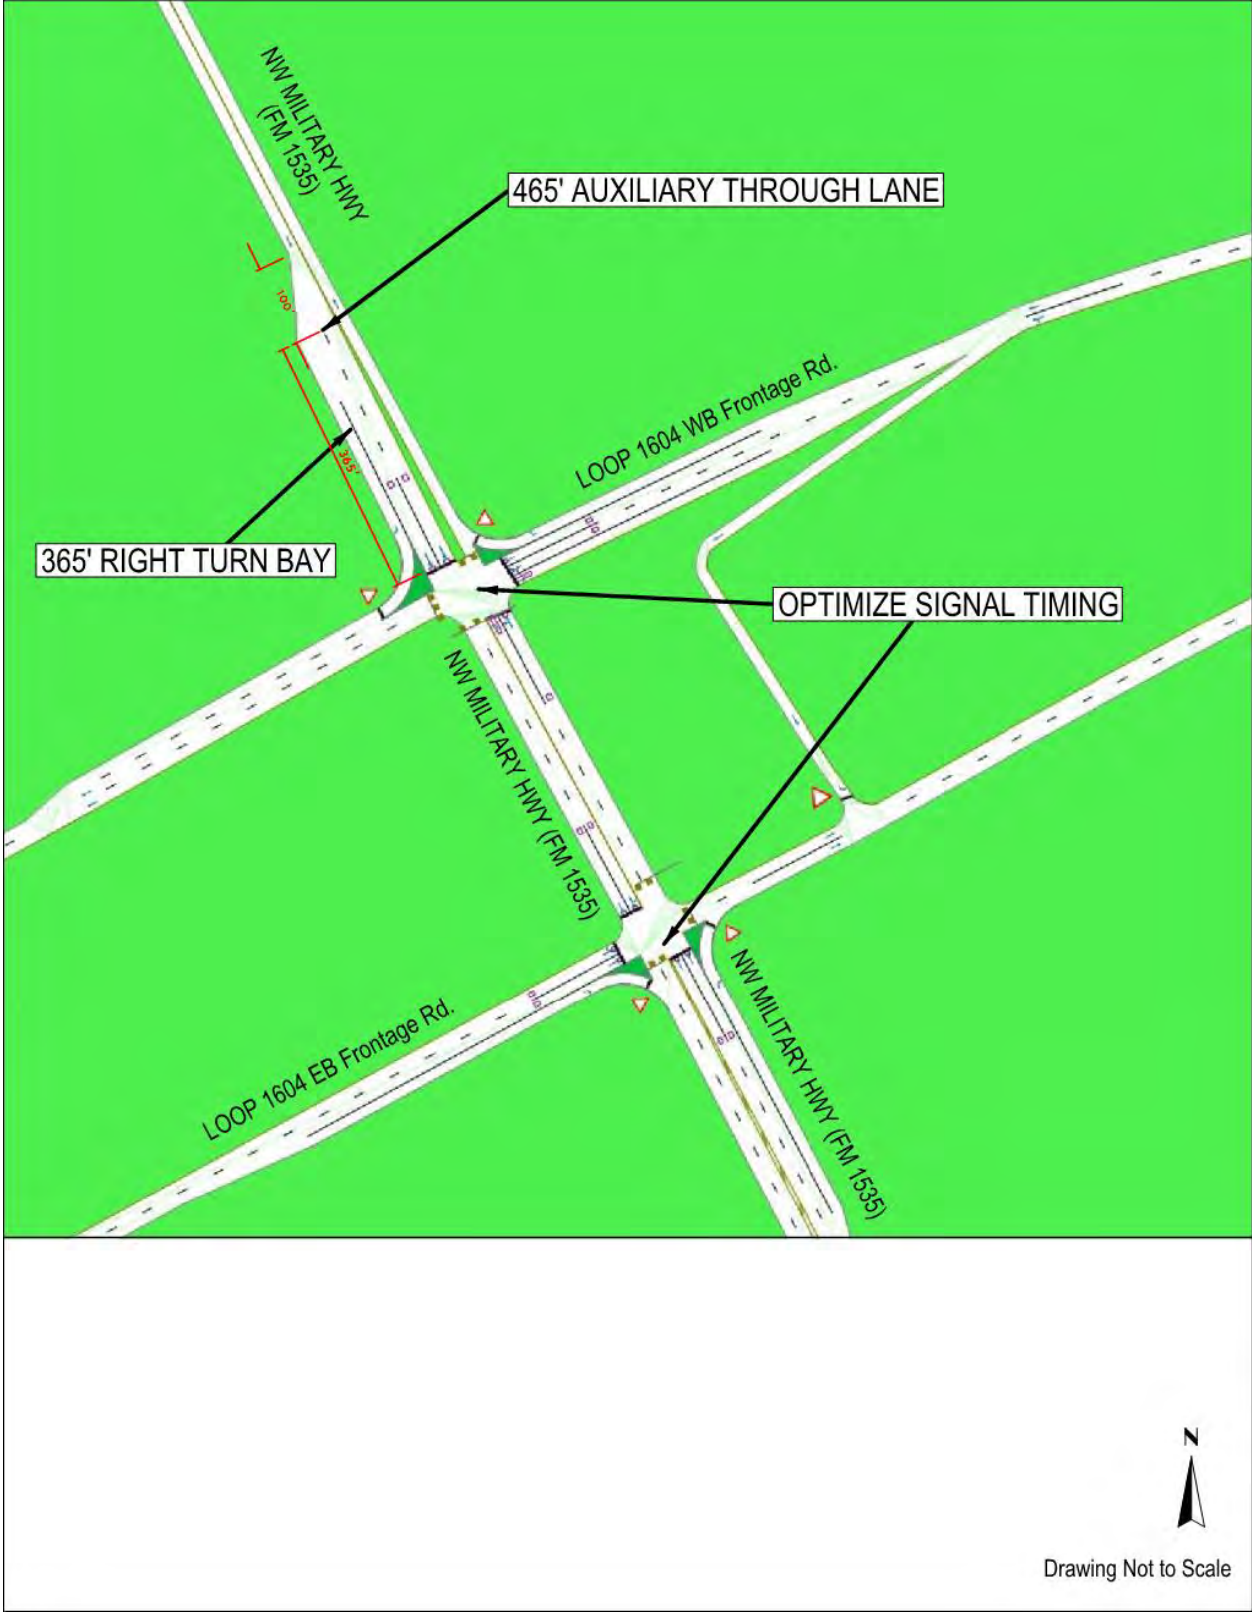 NW MILITARY HWY
(FM 1535)
465' AUXILIARY THROUGH LANE
100'
LOOP 1604 WB Frontage Rd.
365'
365' RIGHT TURN BAY
OPTIMIZE SIGNAL TIMING
NW MILITARY HWY (FM 1535)
NW MILITARY HWY (FM 1535)
LOOP 1604 EB Frontage Rd.
N
Drawing Not to Scale